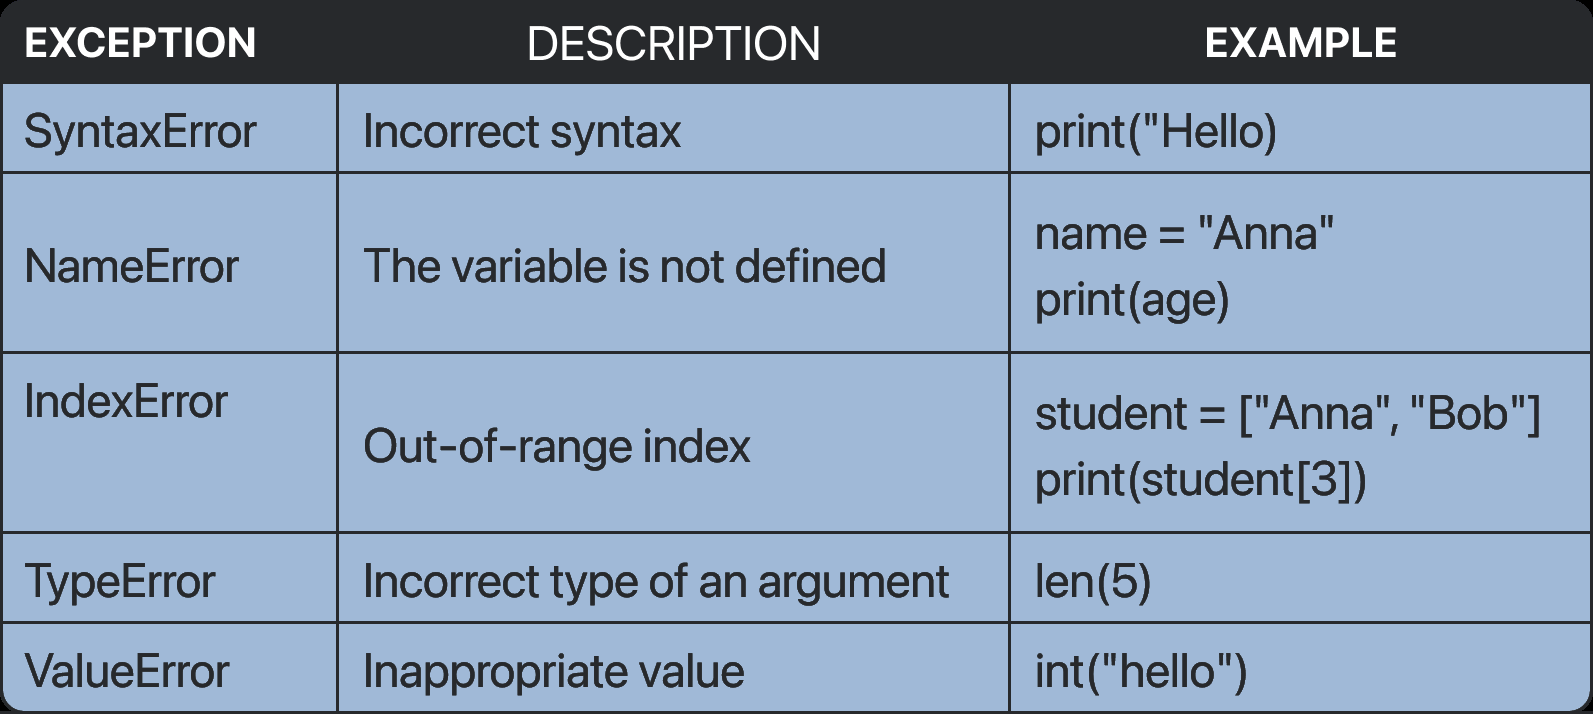 EXCEPTION DESCRIPTION EXAMPLE
SyntaxError Incorrect syntax print("Hello)
NameError The variable is not defined name = "Anna"
print(age)
IndexError Out-of-range index student = ["Anna", "Bob"]
print(student[3])
TypeError Incorrect type of an argument len(5)
ValueError Inappropriate value int("hello")